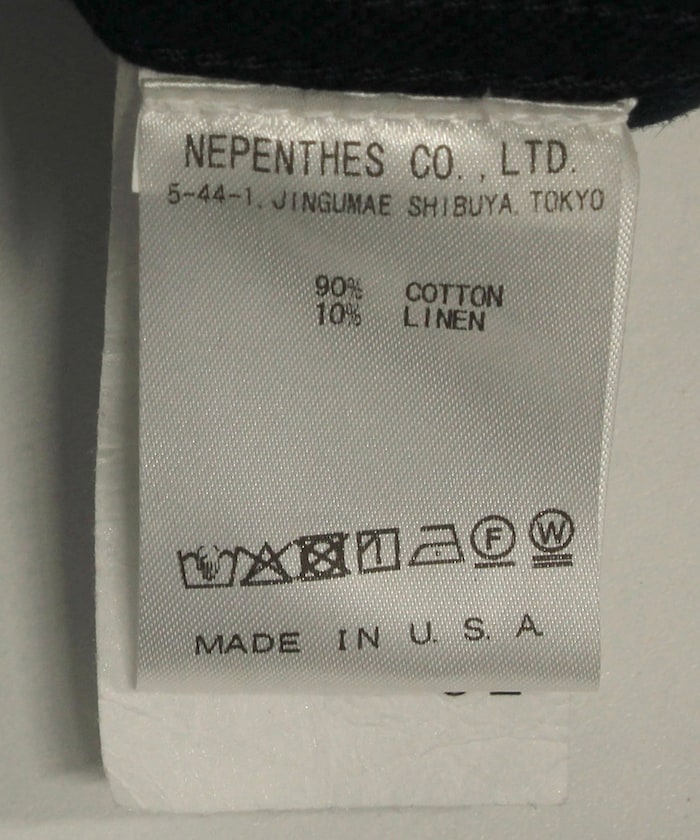 NEPENTHES CO., LTD.
5-44-1. JINGUMAE SHIBUYA. TOKYO
90% COTTON
10% LINEN
F W
MADE IN U. S. A.